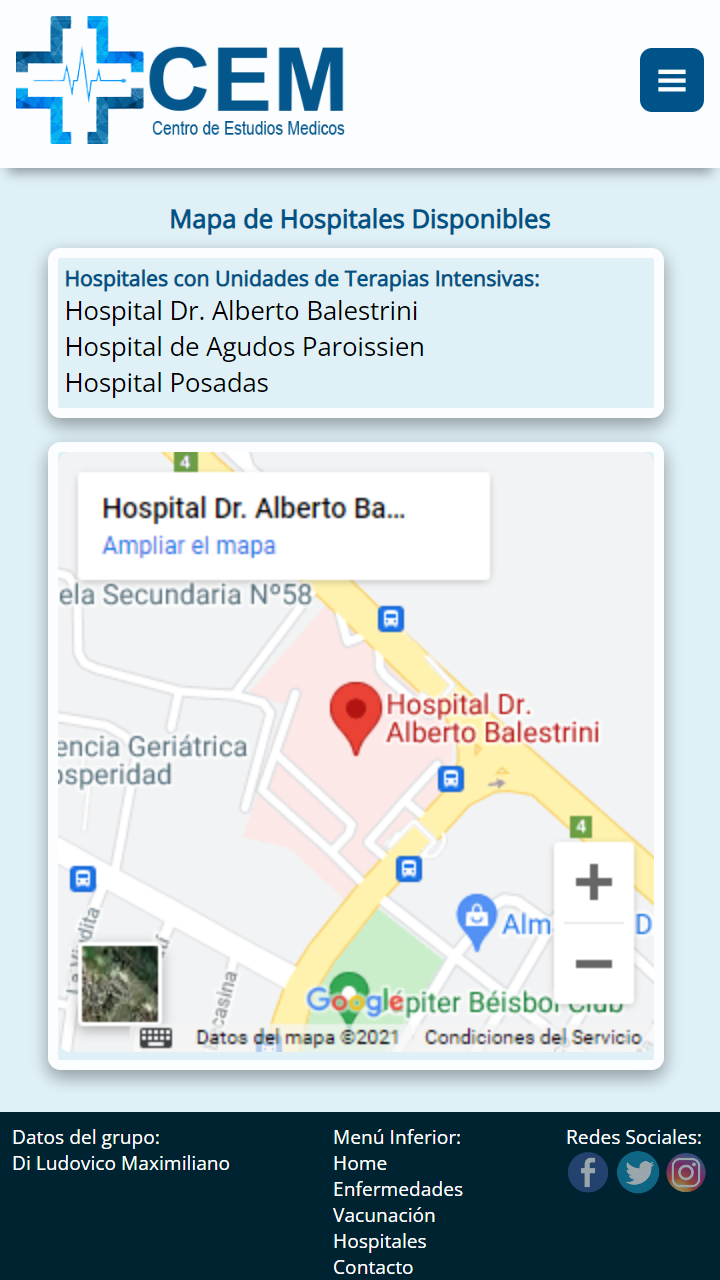 CEM
Centro de Estudios Medicos
Mapa de Hospitales Disponibles
Hospitales con Unidades de Terapias Intensivas:
Hospital Dr. Alberto Balestrini
Hospital de Agudos Paroissien
Hospital Posadas
4
Hospital Dr. Alberto Ba...
Ampliar el mapa
ela Secundaria N°58
Hospital Dr.
Alberto Balestrini
encia Geriátrica
osperidad
4
Alm
D
Google
piter Béisbol Club
Datos del mapa ©2021
Condiciones del Servicio
Datos del grupo:
Di Ludovico Maximiliano
Menú Inferior:
Home
Enfermedades
Vacunación
Hospitales
Contacto
Redes Sociales: